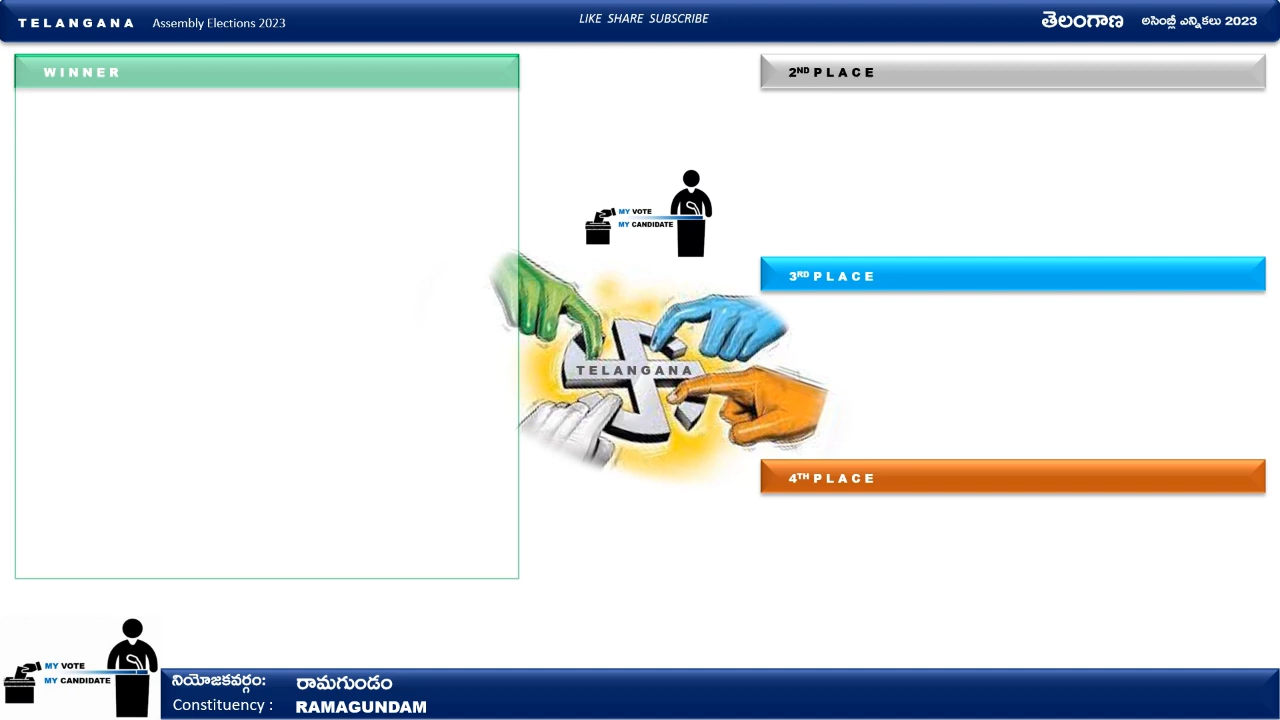 TELANGANA Assembly Elections 2023
LIKE SHARE SUBSCRIBE
తెలంగాణ అసెంబ్లీ ఎన్నికలు 2023
WINNER
2ND PLACE
MY VOTE
MY CANDIDATE
3RD PLACE
TELANGANA
4TH PLACE
MY VOTE
MY CANDIDATE
నియోజకవర్గం: రామగుండం
Constituency : RAMAGUNDAM